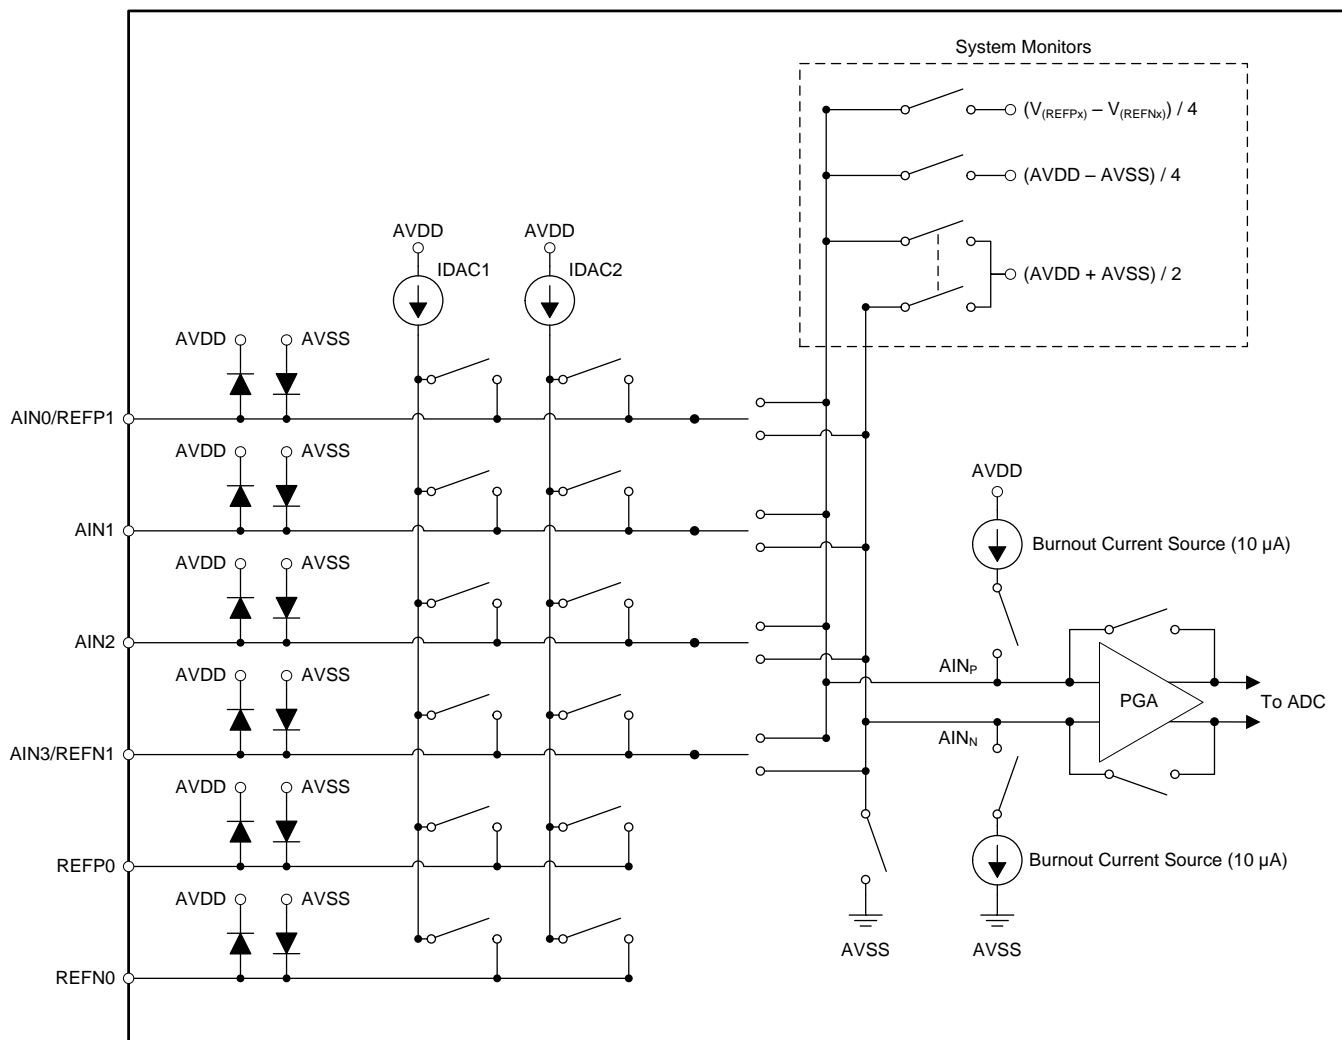 System Monitors
(V(REFPx) – V(REFNx)) / 4
(AVDD – AVSS) / 4
(AVDD + AVSS) / 2
AVDD
AVDD
IDAC1
IDAC2
AVDD
AVSS
AIN0/REFP1
AVDD
AVSS
AIN1
AVDD
AVSS
AIN2
AVDD
AVSS
AIN3/REFN1
AVDD
AVSS
REFP0
AVDD
AVSS
REFN0
AVDD
Burnout Current Source (10 µA)
AINP
PGA
To ADC
AINN
Burnout Current Source (10 µA)
AVSS
AVSS